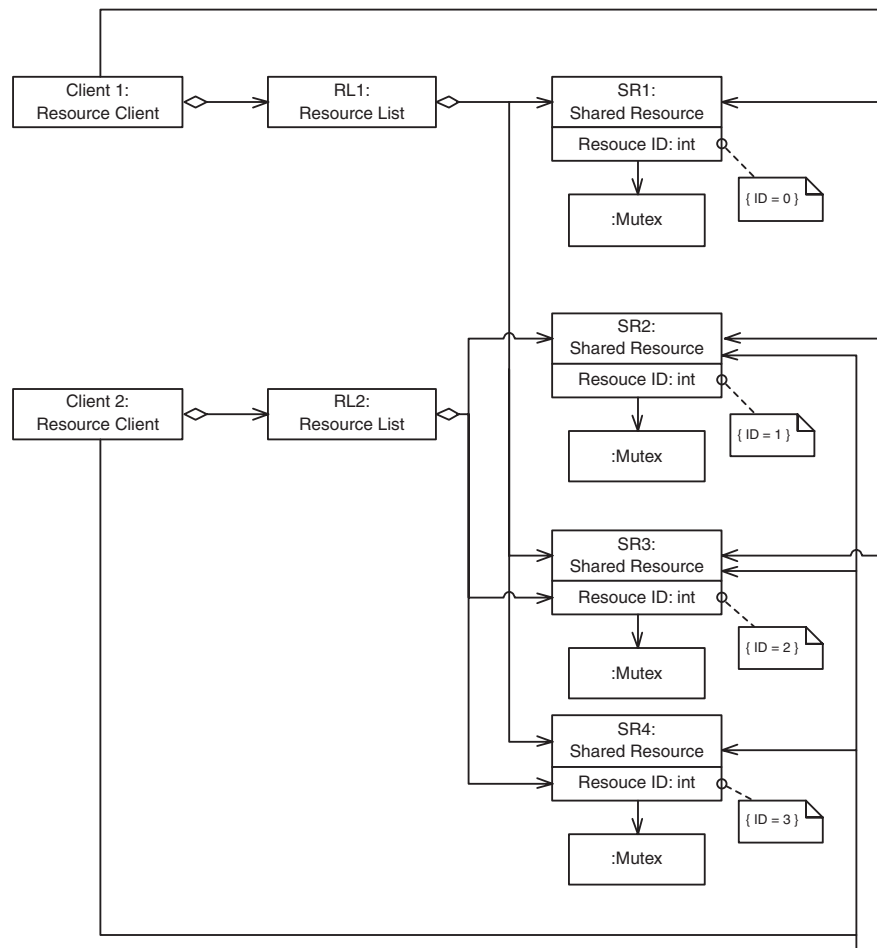 Client 1:
Resource Client
RL1:
Resource List
SR1:
Shared Resource
Resouce ID: int
{ ID = 0 }
:Mutex
SR2:
Shared Resource
Resouce ID: int
{ ID = 1 }
:Mutex
Client 2:
Resource Client
RL2:
Resource List
SR3:
Shared Resource
Resouce ID: int
{ ID = 2 }
:Mutex
SR4:
Shared Resource
Resouce ID: int
{ ID = 3 }
:Mutex